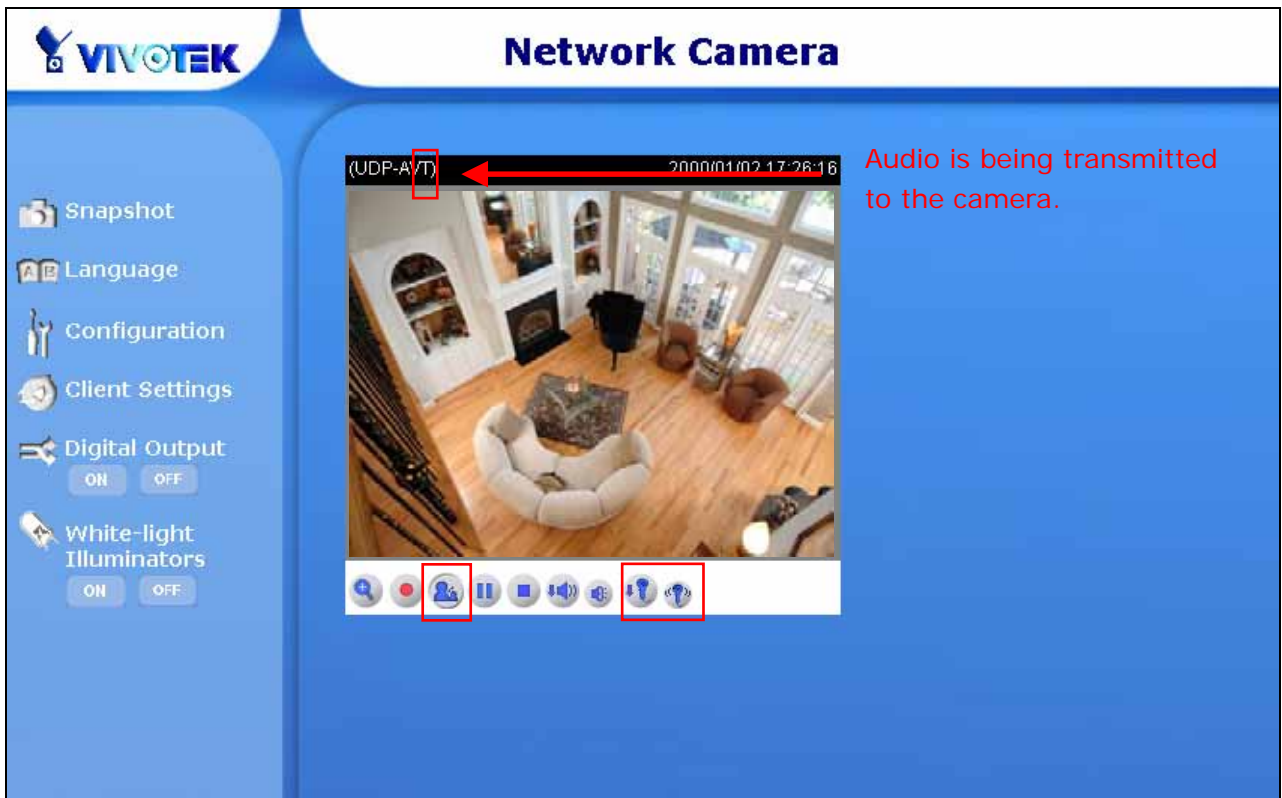 VIVOTEK
Network Camera
(UDP-AVT) 2000/01/02 17:26:16
Audio is being transmitted
to the camera.
Snapshot
A B Language
Configuration
Client Settings
Digital Output
ON OFF
White-light
Illuminators
ON OFF